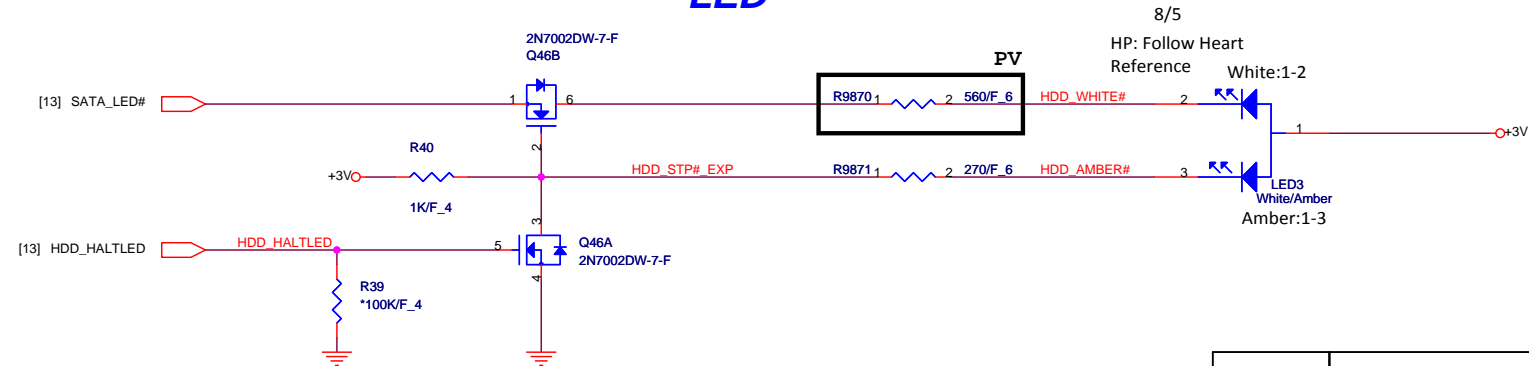 LED
8/5
2N7002DW-7-F
Q46B
PV
HP: Follow Heart
Reference
White:1-2
[13] SATA_LED#
1
6
R9870
1
2
560/F_6
HDD_WHITE#
2
1
+3V
2
R40
+3V
HDD_STP#_EXP
R9871
1
2
270/F_6
HDD_AMBER#
3
LED3
White/Amber
1K/F_4
Amber:1-3
3
[13] HDD_HALTLED
HDD_HALTLED
5
Q46A
2N7002DW-7-F
4
R39
*100K/F_4